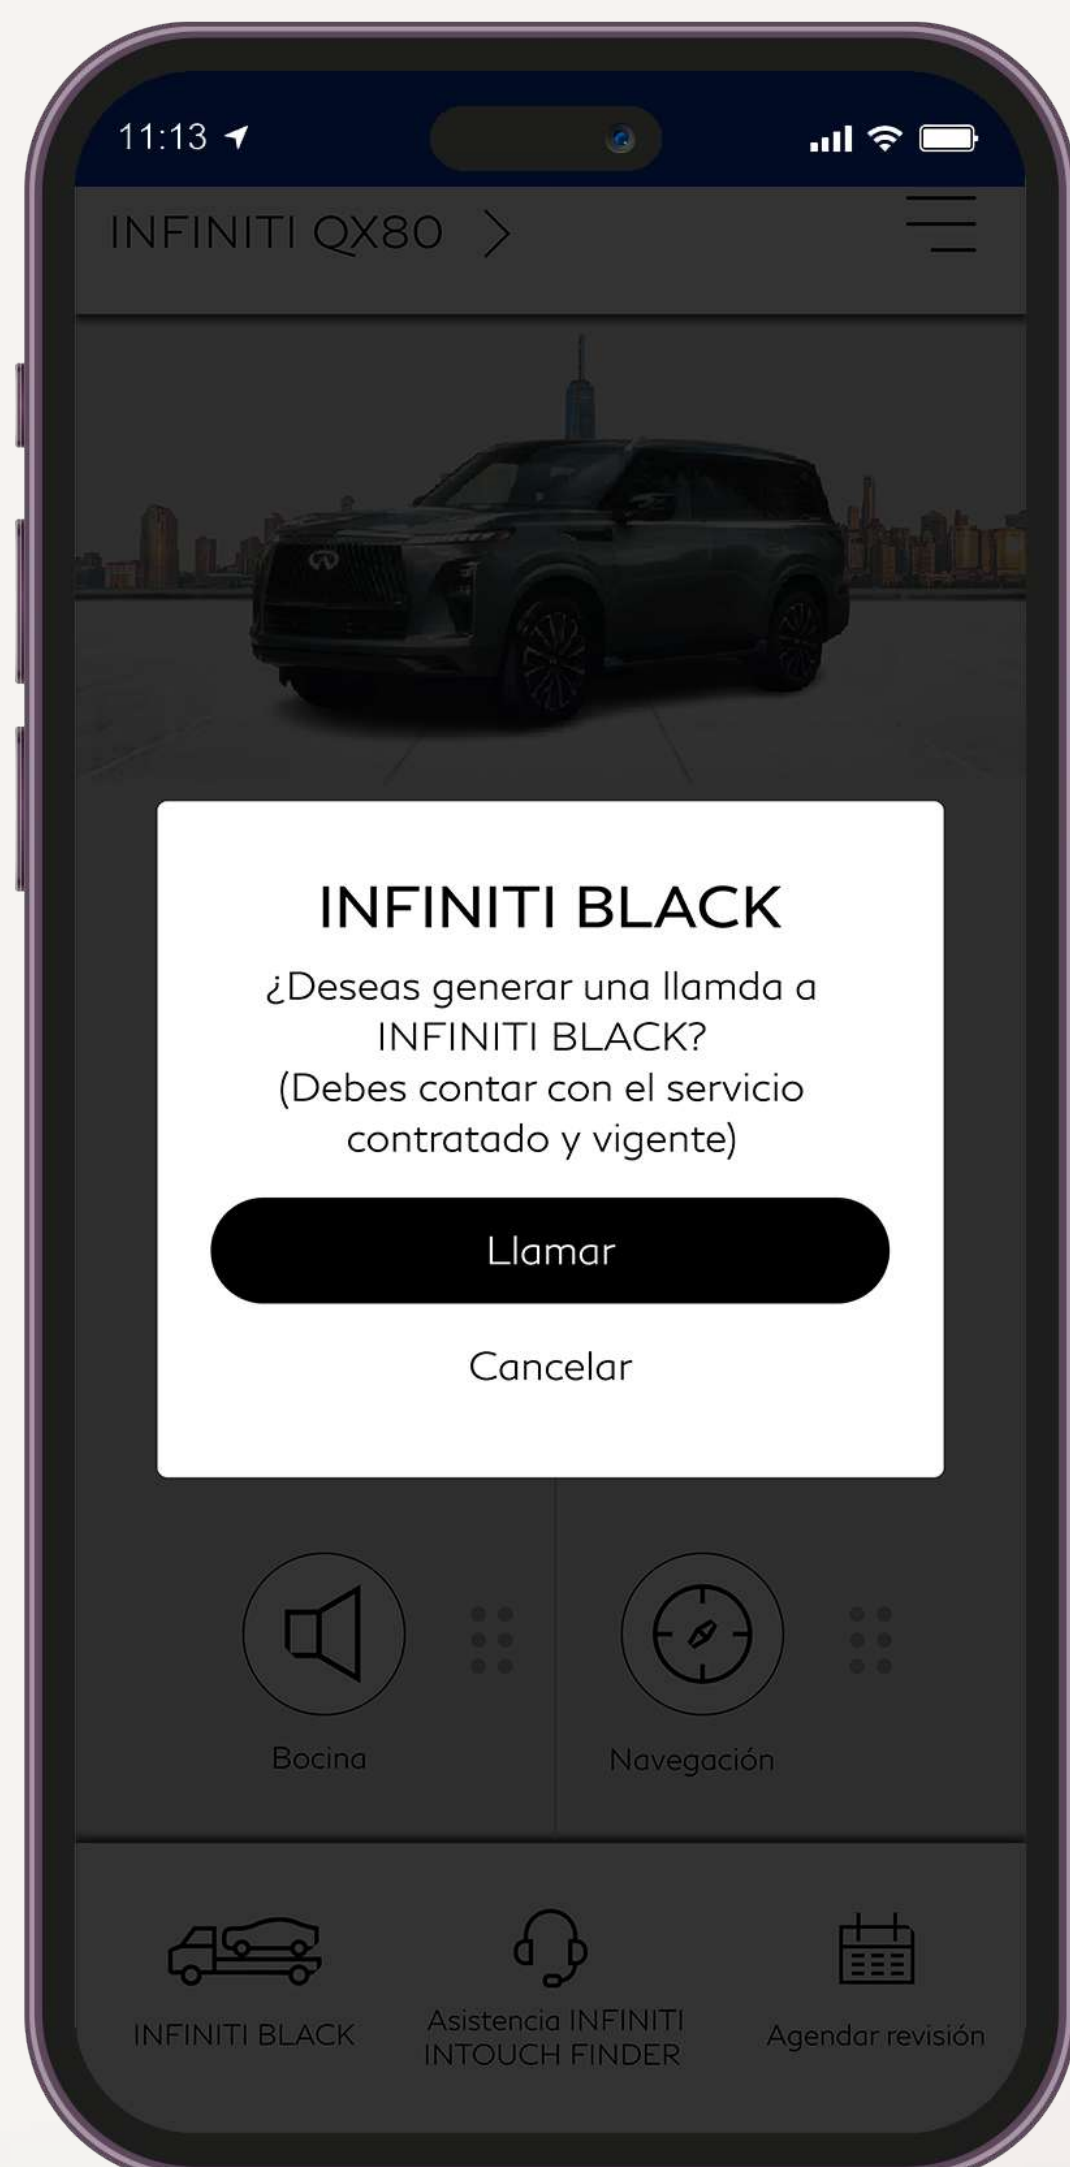 11:13
INFINITI QX80
INFINITI BLACK
¿Deseas generar una llamda a
INFINITI BLACK?
(Debes contar con el servicio
contratado y vigente)
Llamar
Cancelar
Bocina
Navegación
INFINITI BLACK
Asistencia INFINITI
INTOUCH FINDER
Agendar revisión